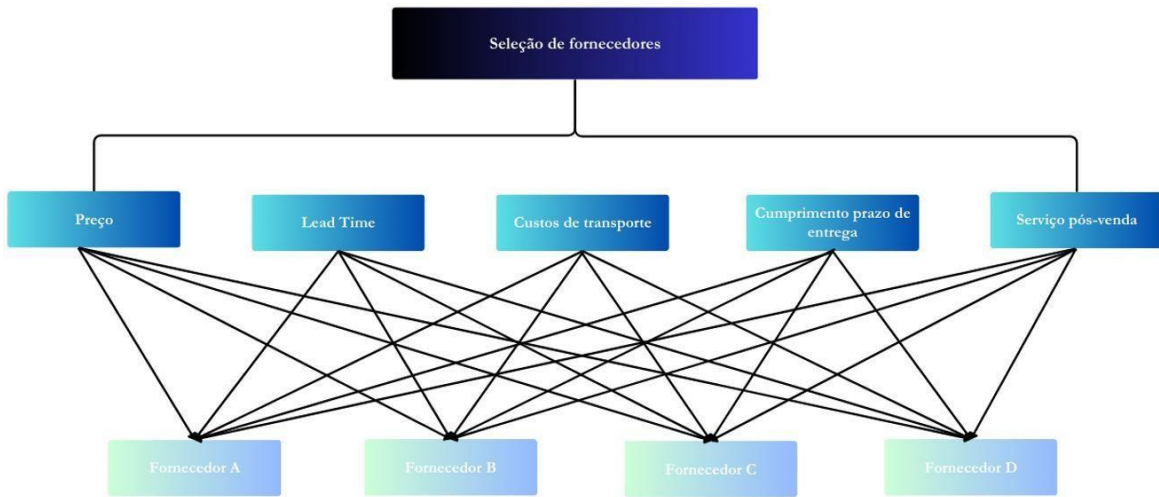 Seleção de fornecedores
Preço
Lead Time
Custos de transporte
Cumprimento prazo de
entrega
Serviço pós-venda
Fornecedor A
Fornecedor B
Fornecedor C
Fornecedor D